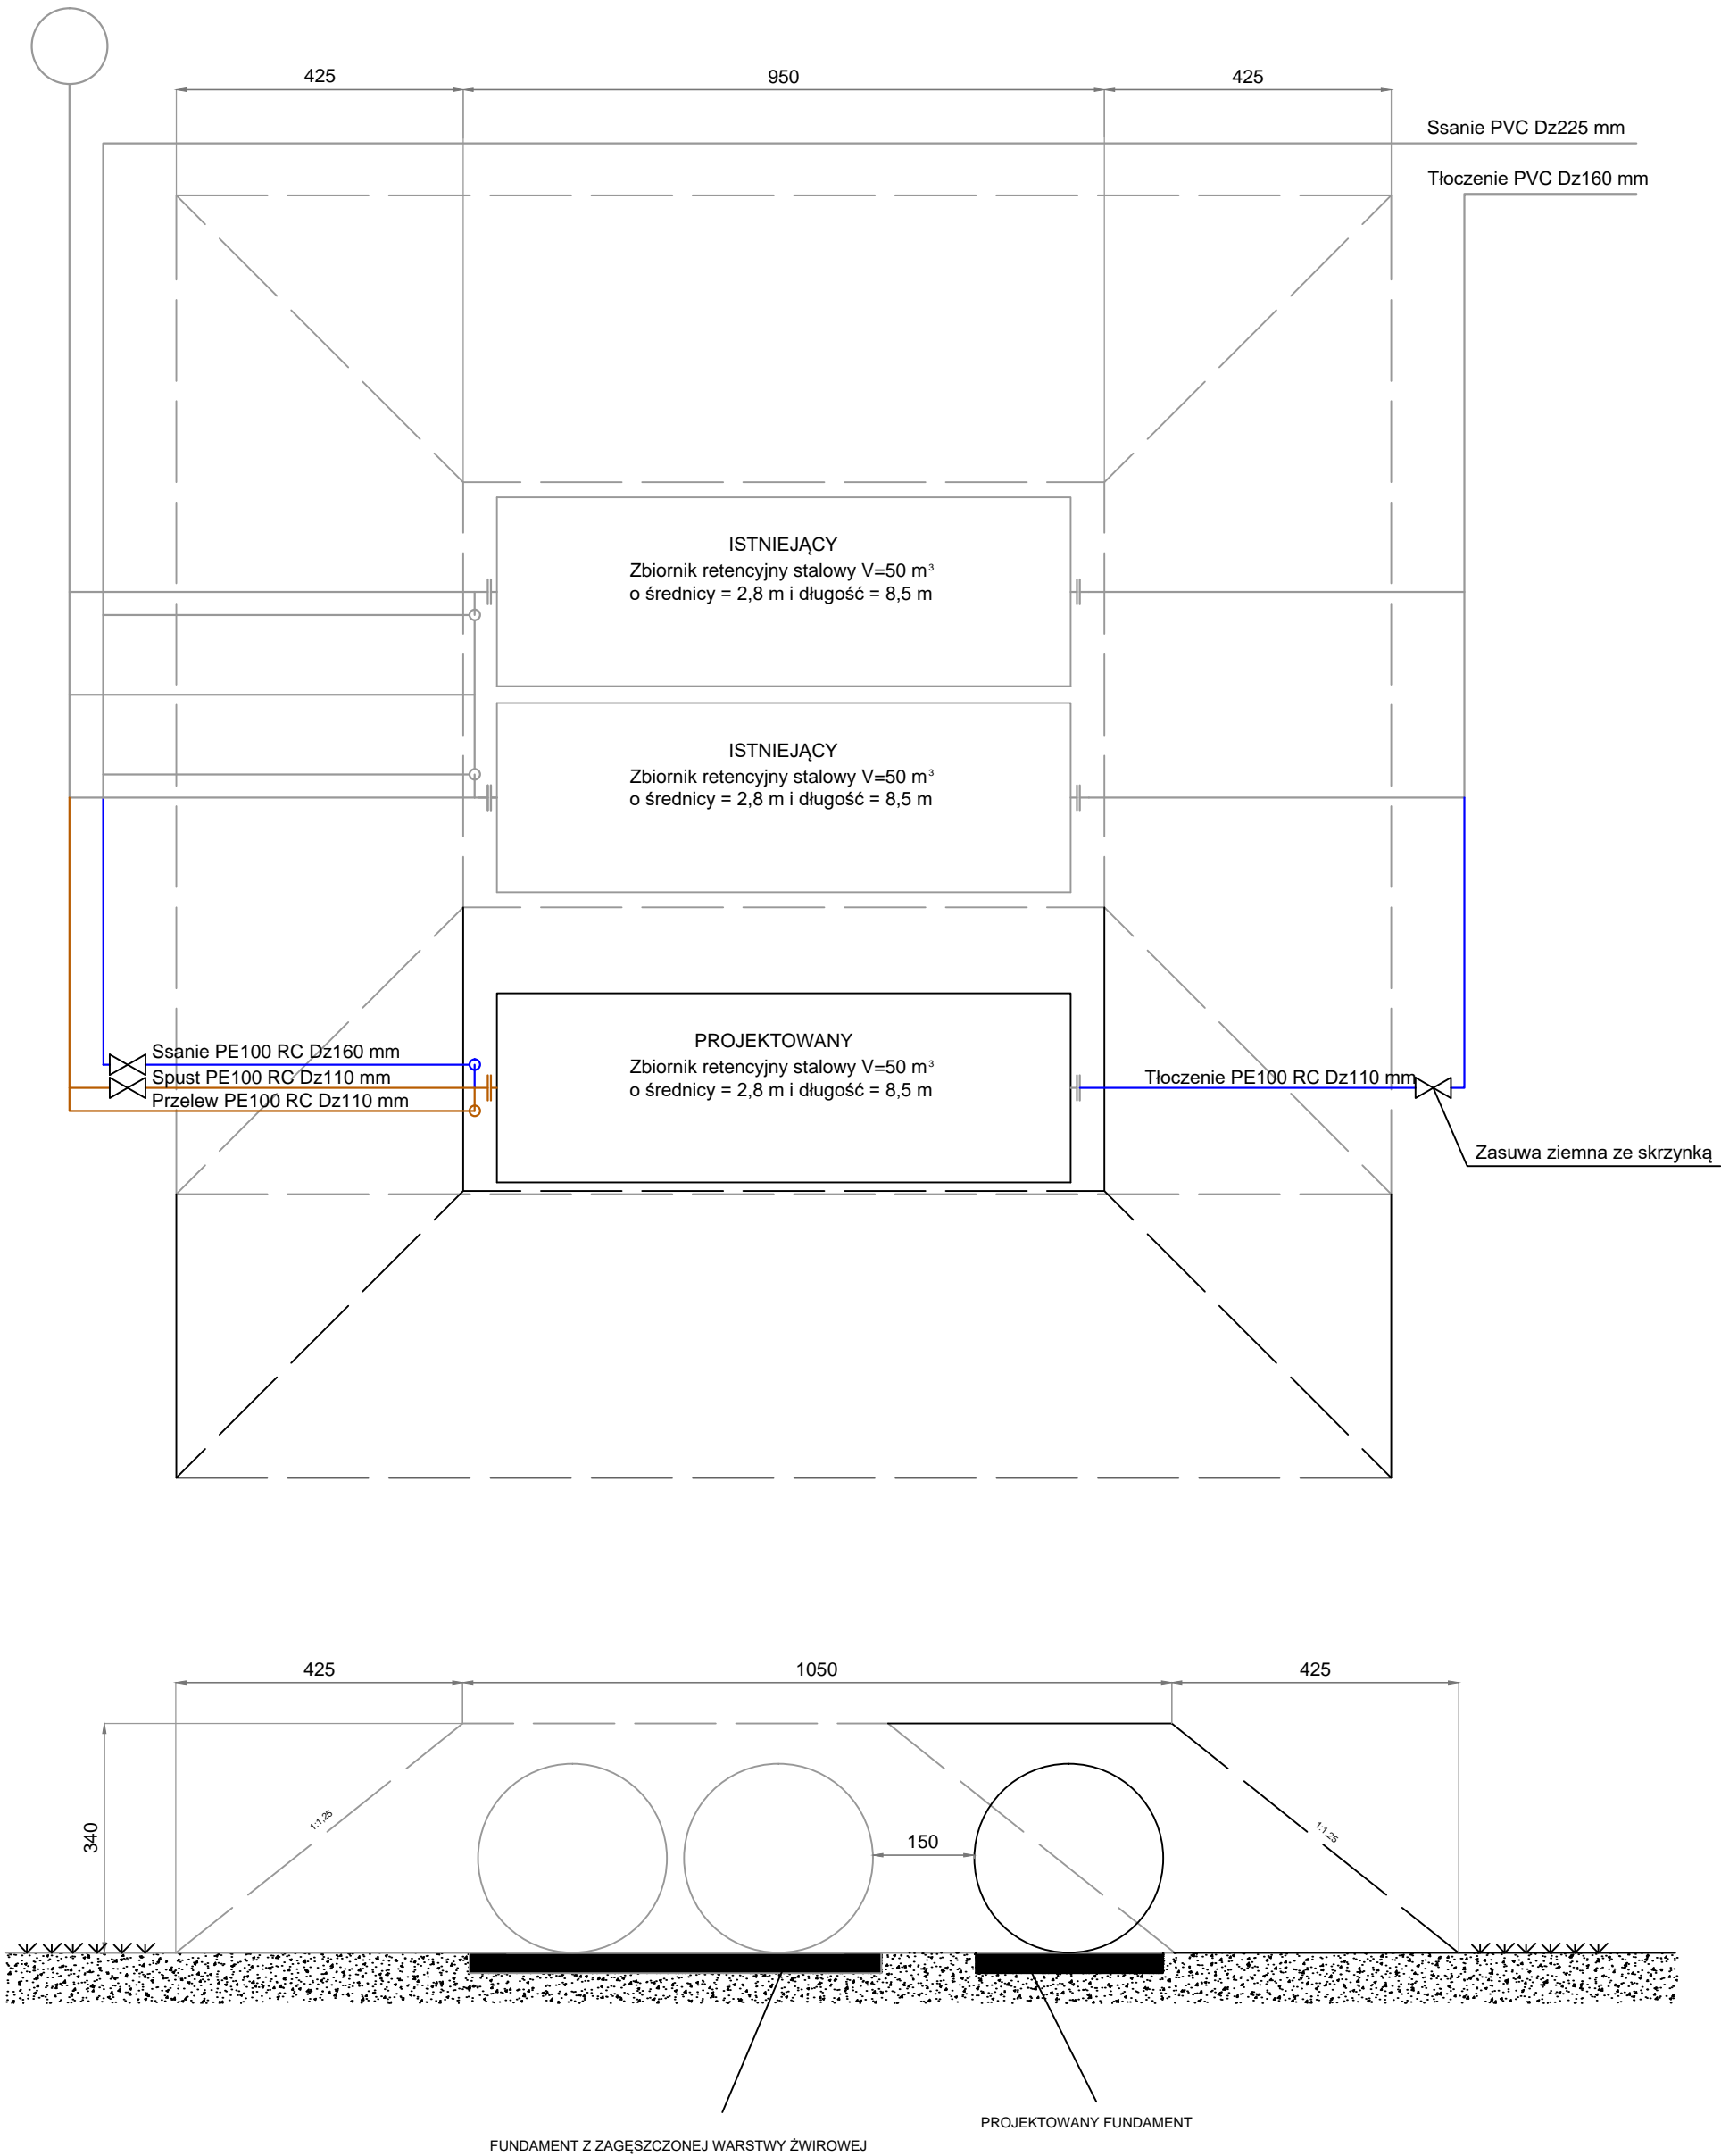 425
950
425
Ssanie PVC Dz225 mm
Tłoczenie PVC Dz160 mm
ISTNIEJĄCY
Zbiornik retencyjny stalowy V=50 m³
o średnicy = 2,8 m i długość = 8,5 m
ISTNIEJĄCY
Zbiornik retencyjny stalowy V=50 m³
o średnicy = 2,8 m i długość = 8,5 m
PROJEKTOWANY
Zbiornik retencyjny stalowy V=50 m³
o średnicy = 2,8 m i długość = 8,5 m
Ssanie PE100 RC Dz160 mm
Spust PE100 RC Dz110 mm
Przelew PE100 RC Dz110 mm
Tłoczenie PE100 RC Dz110 mm
Zasuwa ziemna ze skrzynką
425
1050
425
340
1:1,25
150
1:1,25
PROJEKTOWANY FUNDAMENT
FUNDAMENT Z ZAGĘSZCZONEJ WARSTWY ŻWIROWEJ